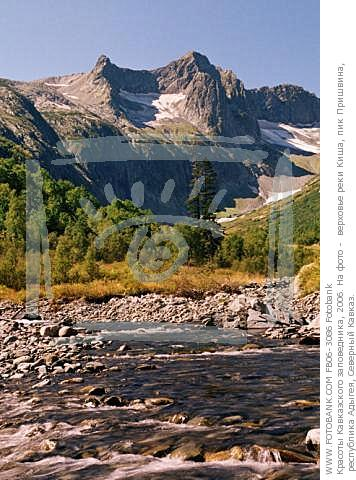 WWW.FOTOBANK.COM FB06-3086 Fotobank
Красоты Кавказского заповедника, 2006. На фото - верховье реки Киша, пик Пришвина,
республика Адыгея, Северный Кавказ.